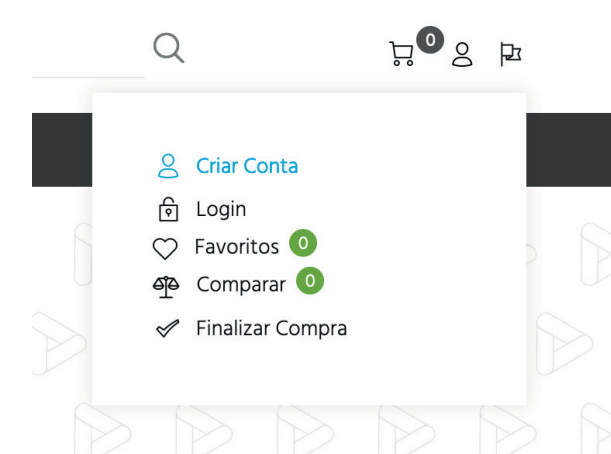 0
Criar Conta
Login
Favoritos 0
Comparar 0
Finalizar Compra